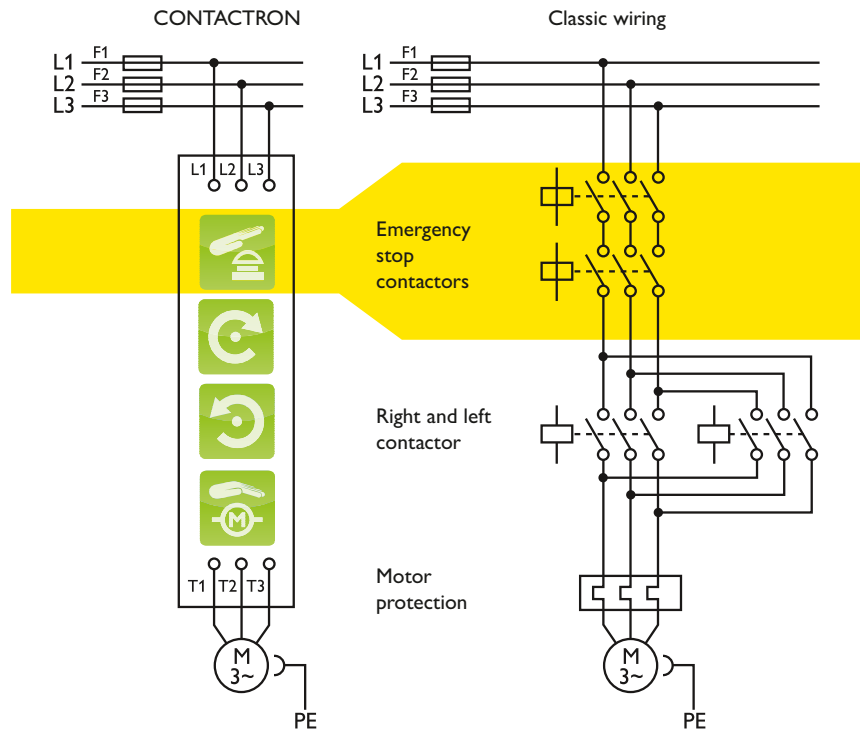 CONTACTRON
Classic wiring
L1 F1
L2 F2
L3 F3
L1 F1
L2 F2
L3 F3
L1 L2 L3
Emergency
stop
contactors
Right and left
contactor
M
Motor
protection
T1 T2 T3
M
3~
PE
M
3~
PE